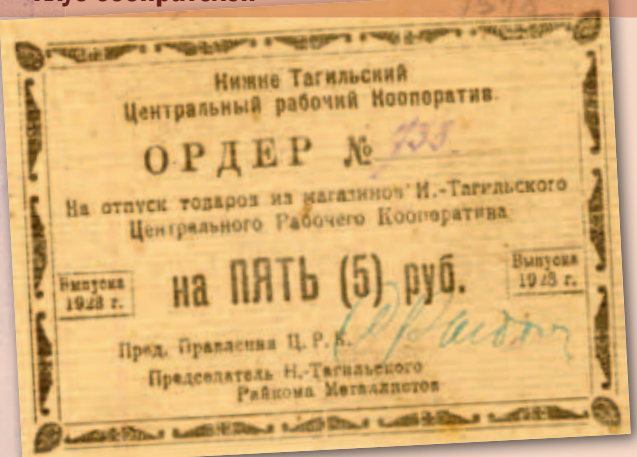 Нижне Тагильский
Центральный рабочий Кооператив.
ОРДЕР № 738
На отпуск товаров из магазинов Н.-Тагильского
Центрального Рабочего Кооператива
Выпуска
1923 г.
на ПЯТЬ (5) руб.
Выпуска
1923 г.
Пред. Правления Ц. Р. К.
Председатель Н.-Тагильского
Райкома Металлистов